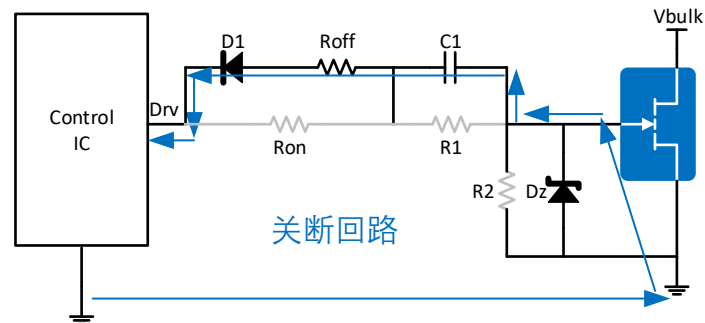 Vbulk
D1
Roff
C1
Control
IC
Drv
Ron
R1
R2
Dz
关断回路